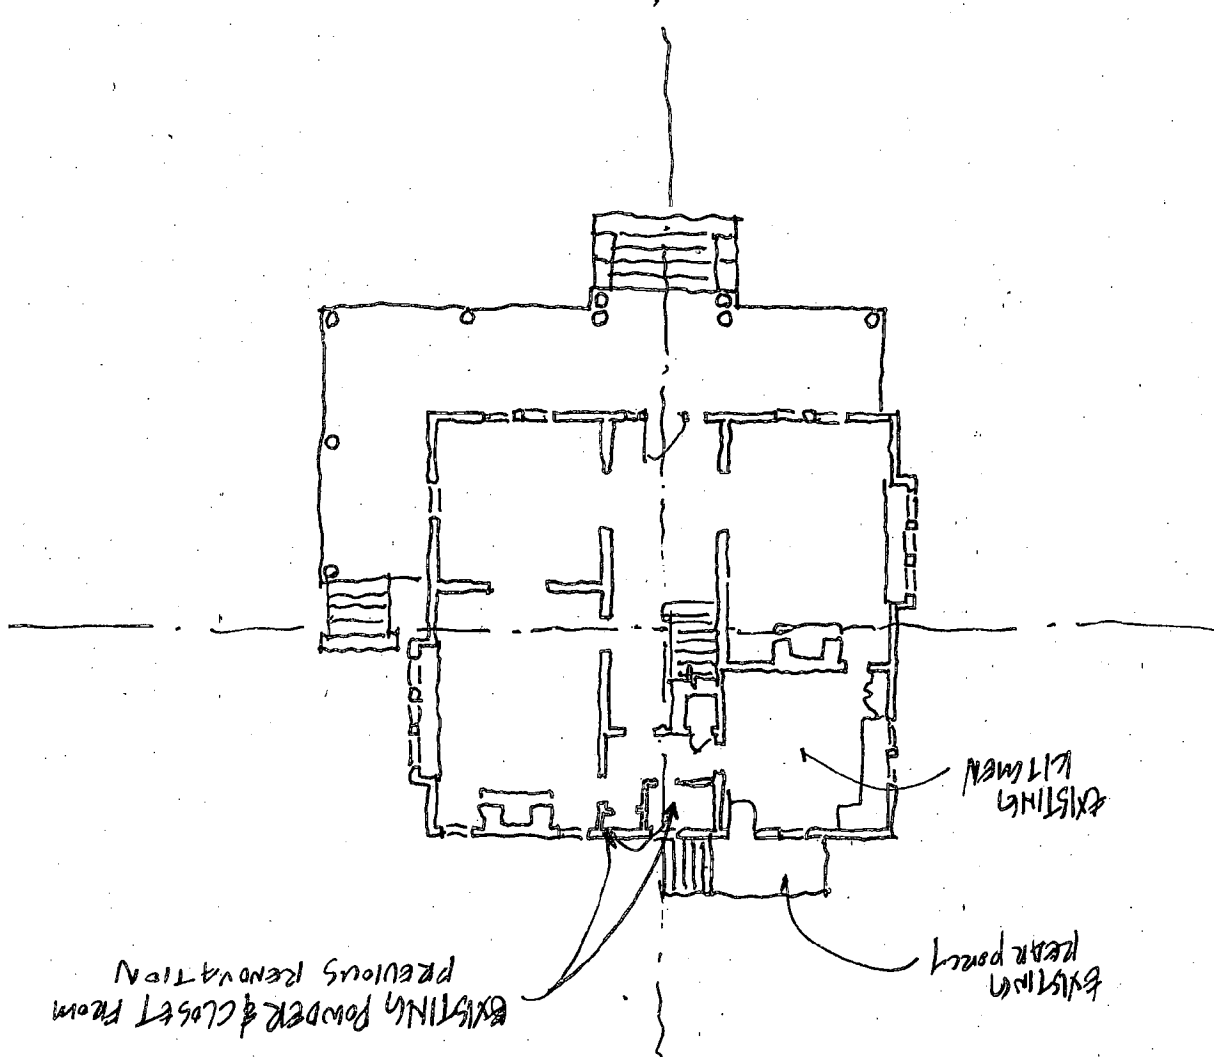 EXISTING POWDER & CLOSET FROM
PREVIOUS RENOVATION
EXISTING
REAR PORCH
EXISTING
KITCHEN